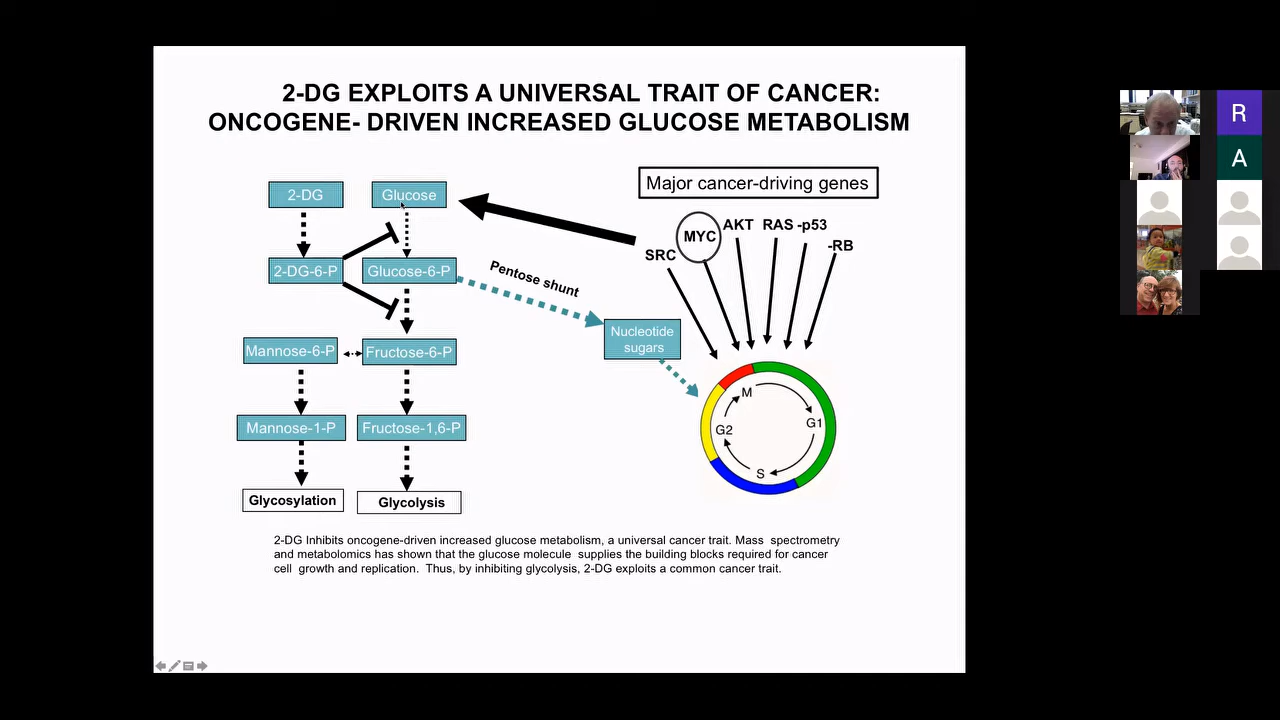 2-DG EXPLOITS A UNIVERSAL TRAIT OF CANCER:
ONCOGENE- DRIVEN INCREASED GLUCOSE METABOLISM
Major cancer-driving genes
2-DG
Glucose
SRC
MYC
AKT
RAS
-p53
-RB
2-DG-6-P
Glucose-6-P
Pentose shunt
Nucleotide
sugars
Mannose-6-P
Fructose-6-P
Mannose-1-P
Fructose-1,6-P
Glycosylation
Glycolysis
M
G1
G2
S
2-DG Inhibits oncogene-driven increased glucose metabolism, a universal cancer trait. Mass spectrometry
and metabolomics has shown that the glucose molecule supplies the building blocks required for cancer
cell growth and replication. Thus, by inhibiting glycolysis, 2-DG exploits a common cancer trait.
R
A